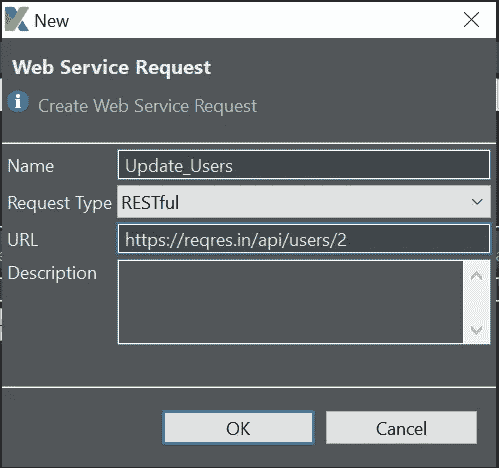 New
Web Service Request
Create Web Service Request
Name Update_Users
Request Type RESTful
URL https://reqres.in/api/users/2
Description
OK Cancel